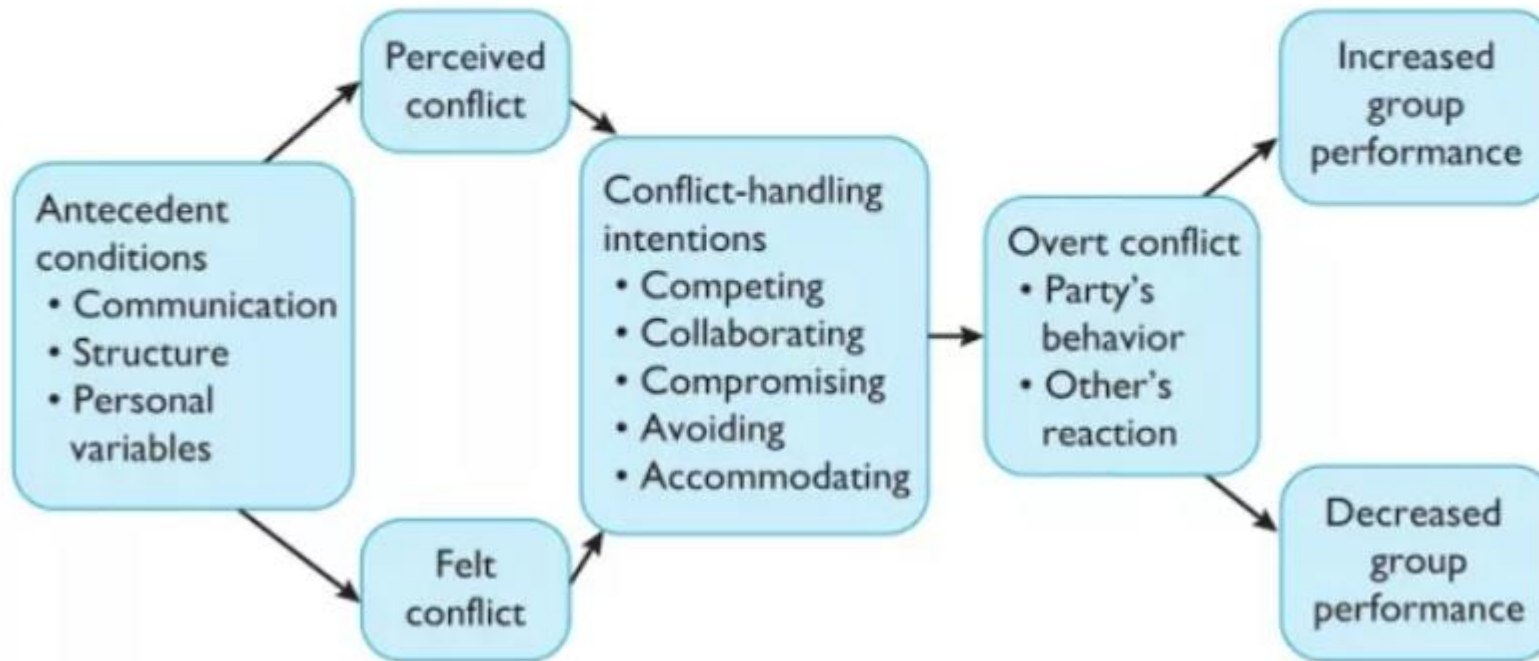 Antecedent
conditions
• Communication
• Structure
• Personal
variables
Perceived
conflict
Felt
conflict
Conflict-handling
intentions
• Competing
• Collaborating
• Compromising
• Avoiding
• Accommodating
Overt conflict
• Party's
behavior
• Other's
reaction
Increased
group
performance
Decreased
group
performance